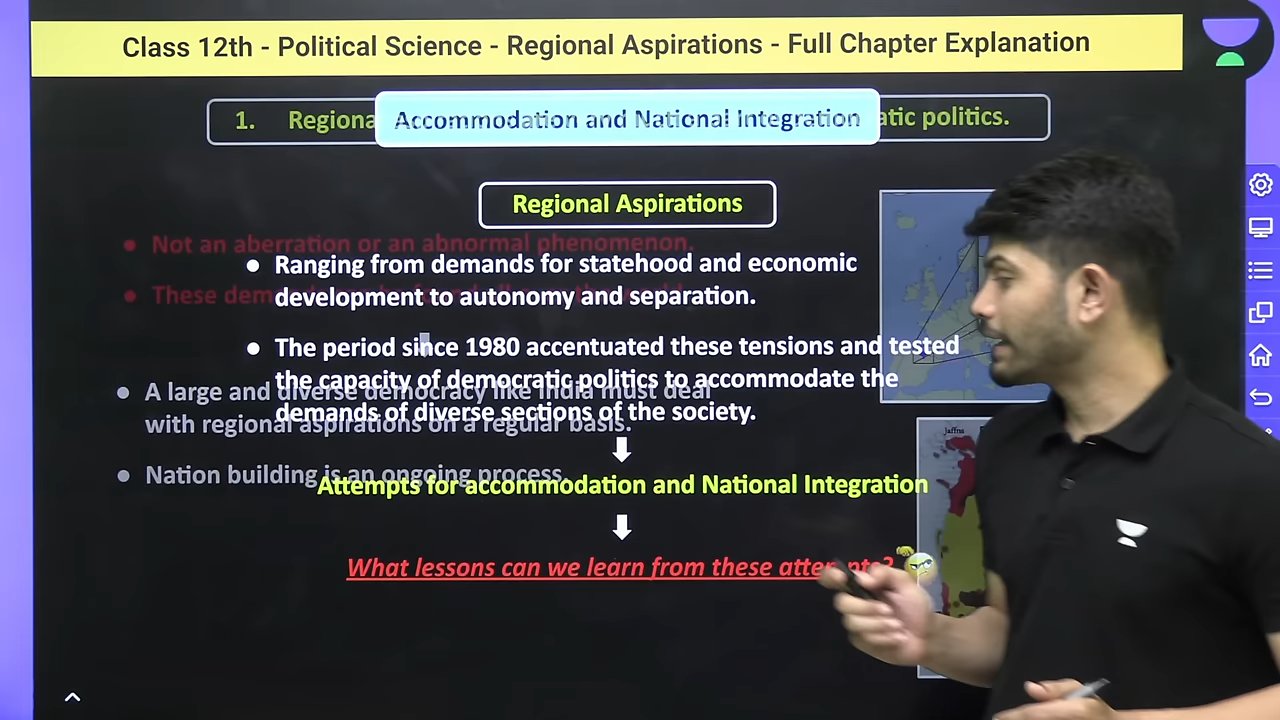 Class 12th - Political Science - Regional Aspirations - Full Chapter Explanation
1. Regiona
Accommodation and National Integration
atic politics.
Regional Aspirations
• Not an aberration or an abnormal phenomenon.
• Ranging from demands for statehood and economic
development to autonomy and separation.
• These dem
• The period since 1980 accentuated these tensions and tested
the capacity of democratic politics to accommodate the
demands of diverse sections of the society.
• A large and diverse democracy like India must deal
with regional aspirations on a regular basis.
• Nation building is an ongoing process.
Attempts for accommodation and National Integration
What lessons can we learn from these attempts?
Jaffna